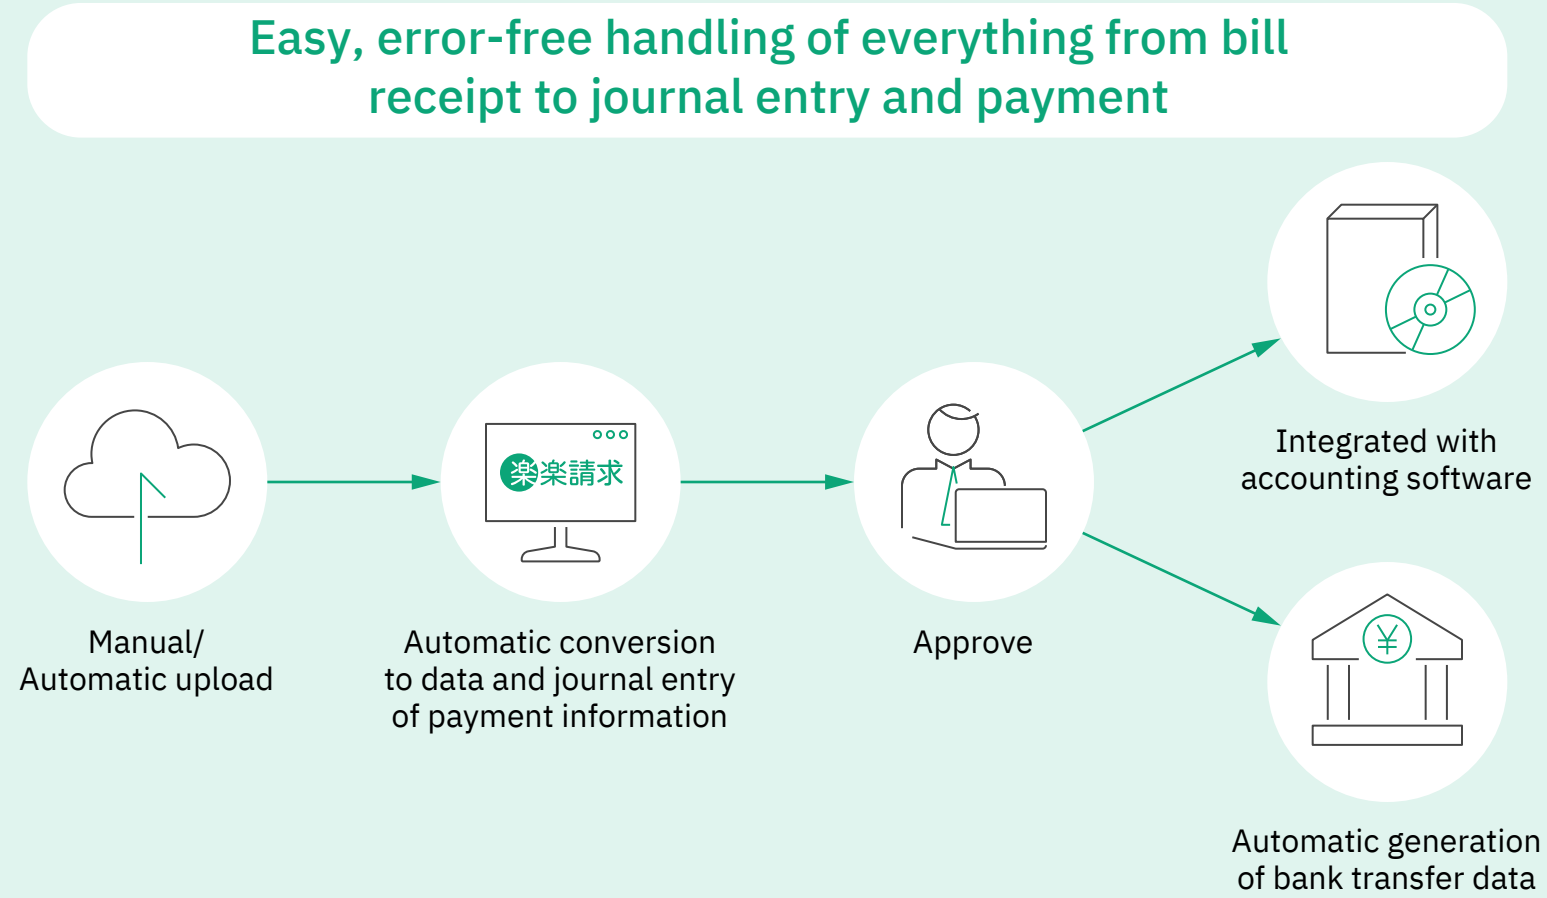 Easy, error-free handling of everything from bill
receipt to journal entry and payment
楽楽請求
¥
Manual/
Automatic upload
Automatic conversion
to data and journal entry
of payment information
Approve
Integrated with
accounting software
Automatic generation
of bank transfer data